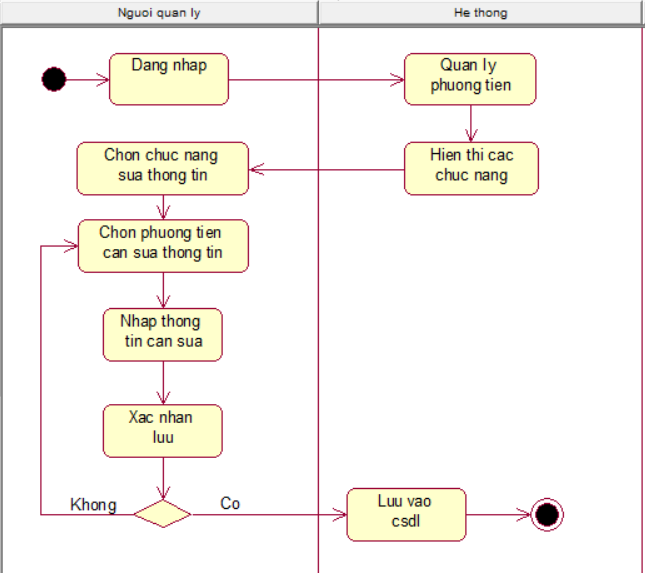 Nguoi quan ly
He thong
Dang nhap
Quan ly
phuong tien
Chon chuc nang
sua thong tin
Hien thi cac
chuc nang
Chon phuong tien
can sua thong tin
Nhap thong
tin can sua
Xac nhan
luu
Khong
Co
Luu vao
csdl